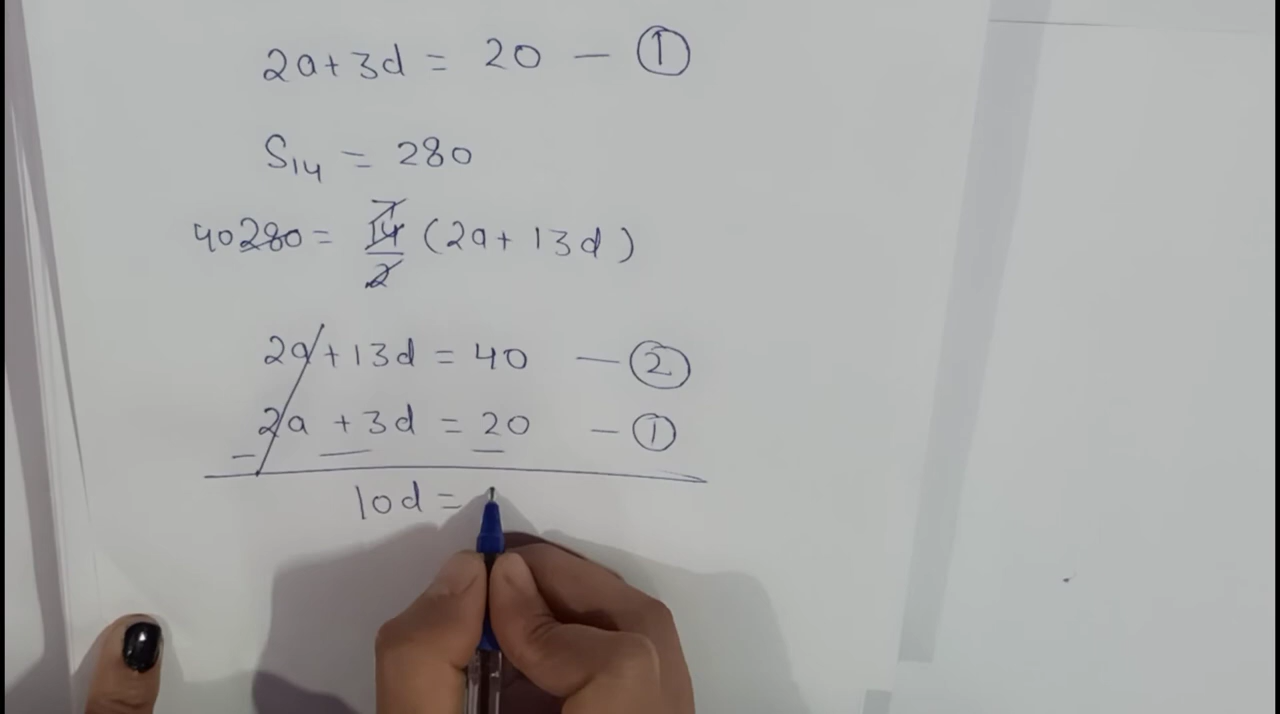 2a+3d = 20 — ①
S14 = 280
40 280 = 7 14/2 (2a+ 13d)
2a+13d = 40 — ②
2a + 3d = 20 — ①
— — —
10d =